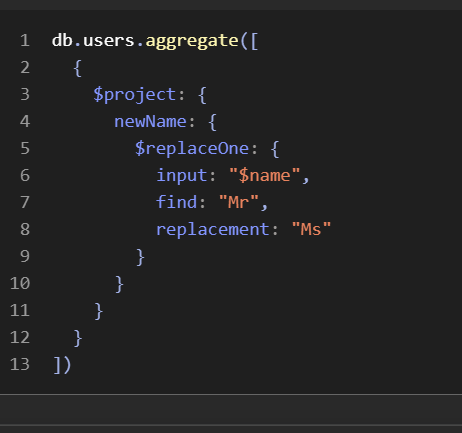 1 db.users.aggregate([
2   {
3     $project: {
4       newName: {
5         $replaceOne: {
6           input: "$name",
7           find: "Mr",
8           replacement: "Ms"
9         }
10       }
11     }
12   }
13 ])